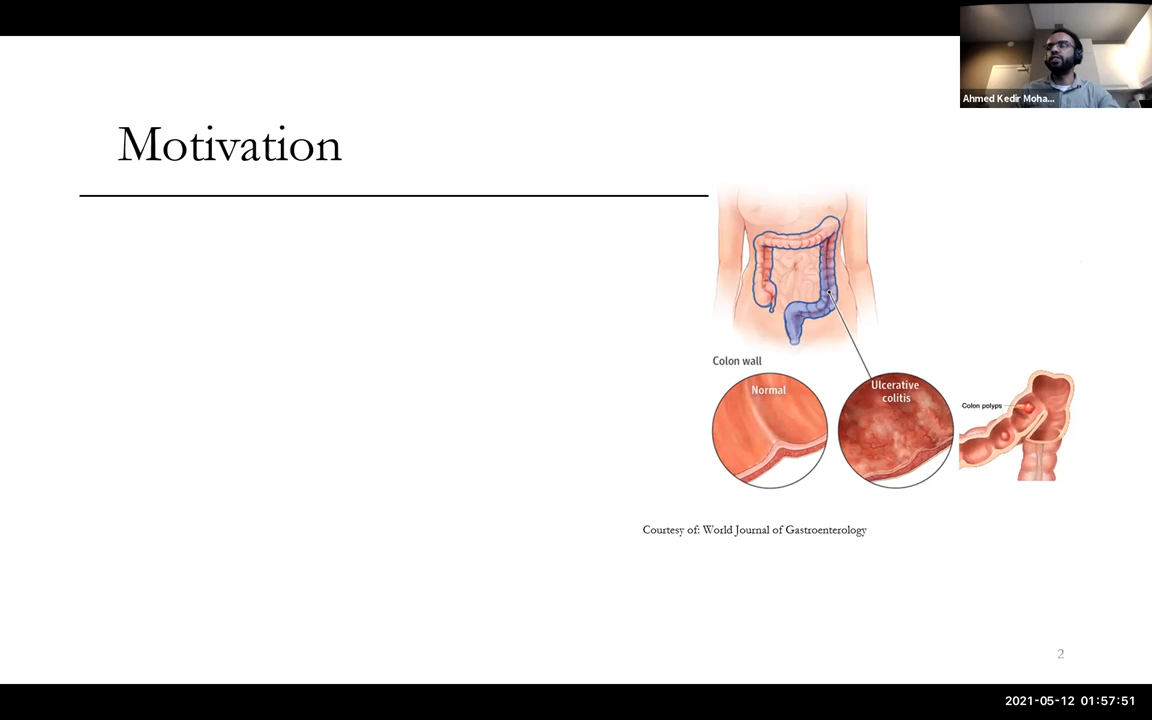 Ahmed Kedir Moha...
Motivation
Colon wall
Normal
Ulcerative
colitis
Colon polyps
Courtesy of: World Journal of Gastroenterology
2
2021-05-12 01:57:51